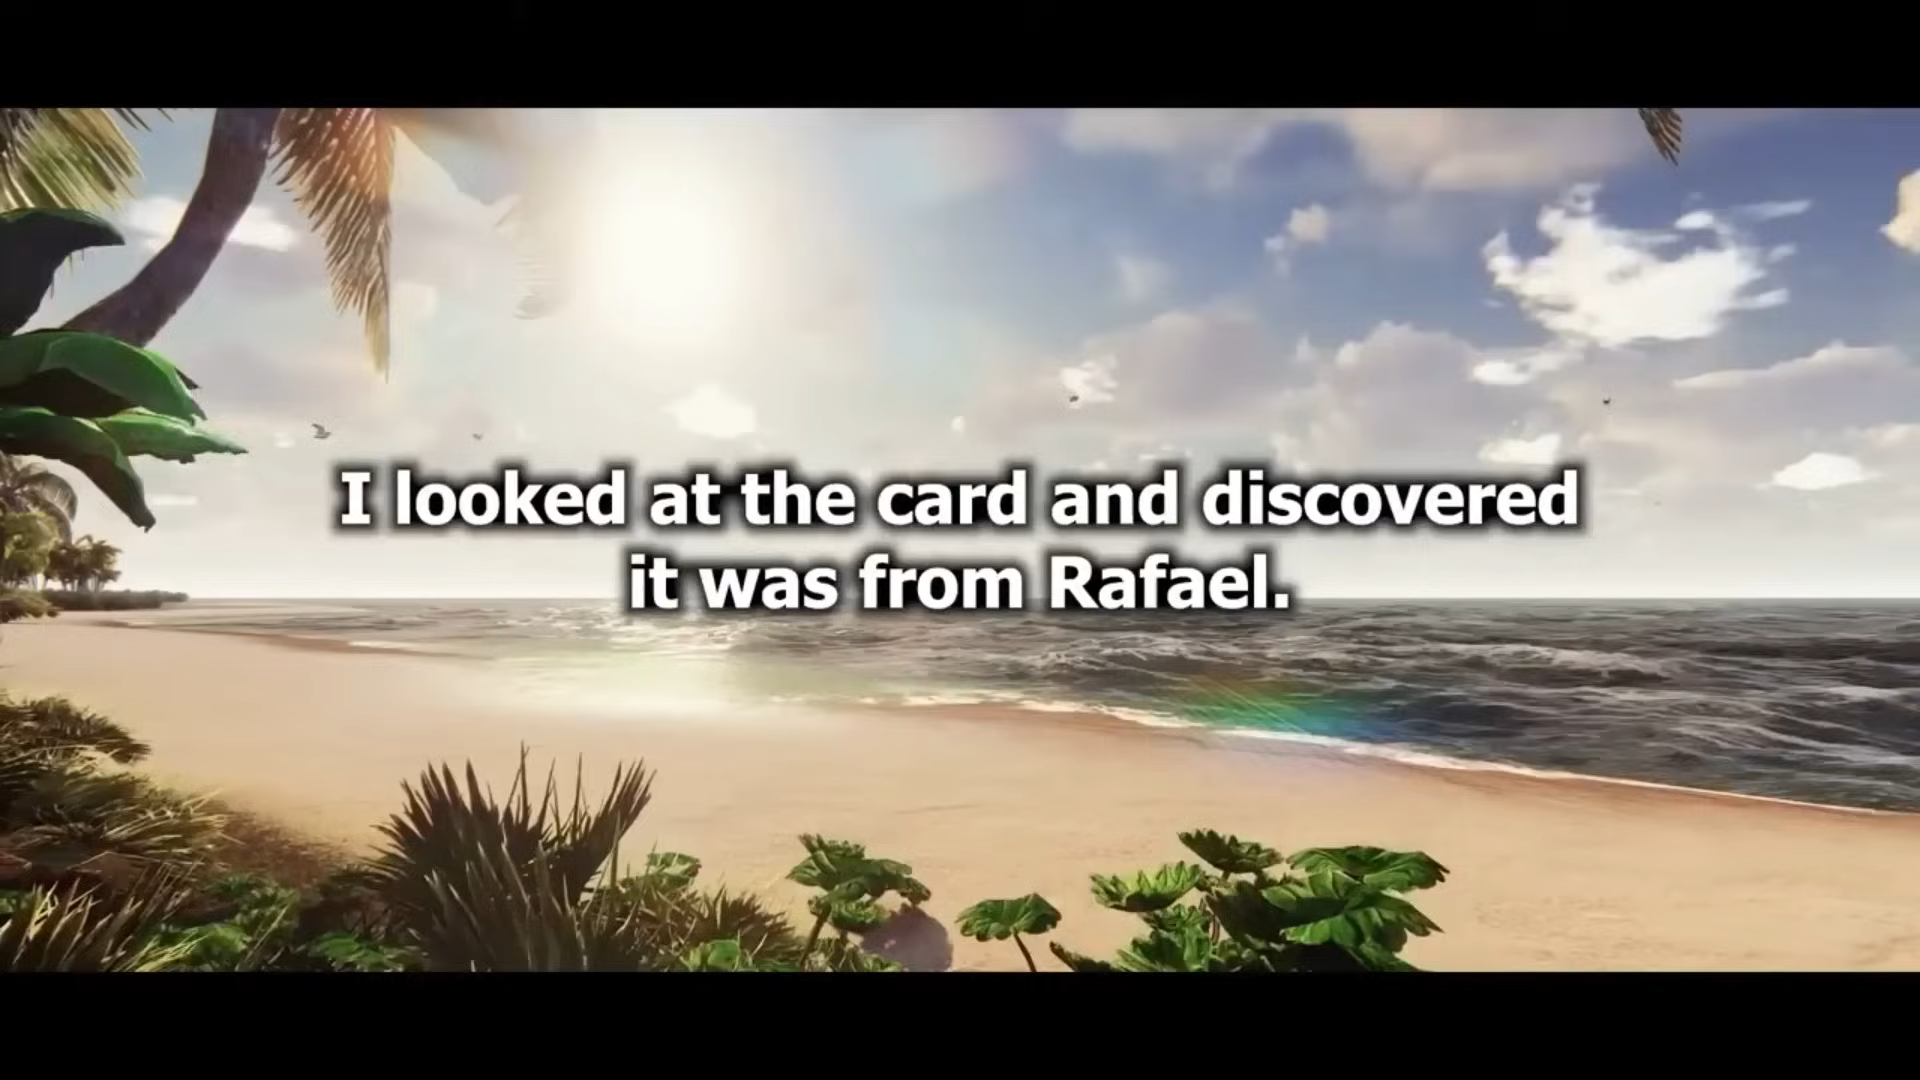 I looked at the card and discovered
it was from Rafael.